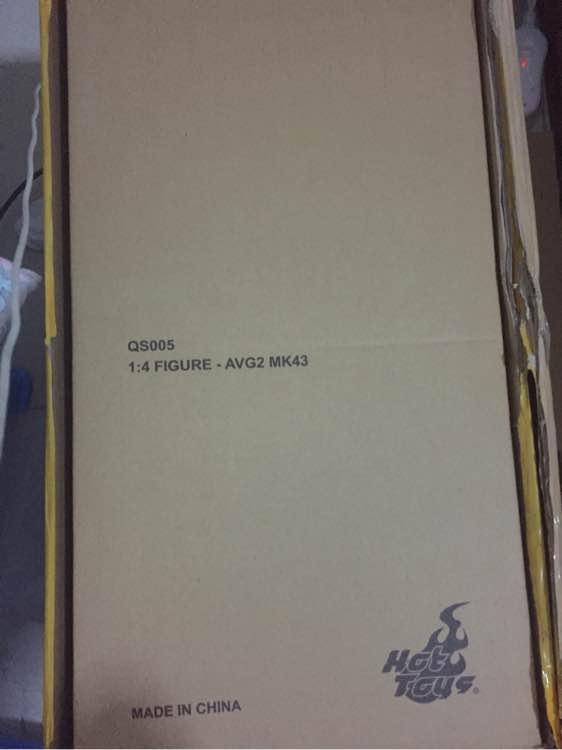 QS005
1:4 FIGURE - AVG2 MK43
Hot
Toys®
MADE IN CHINA